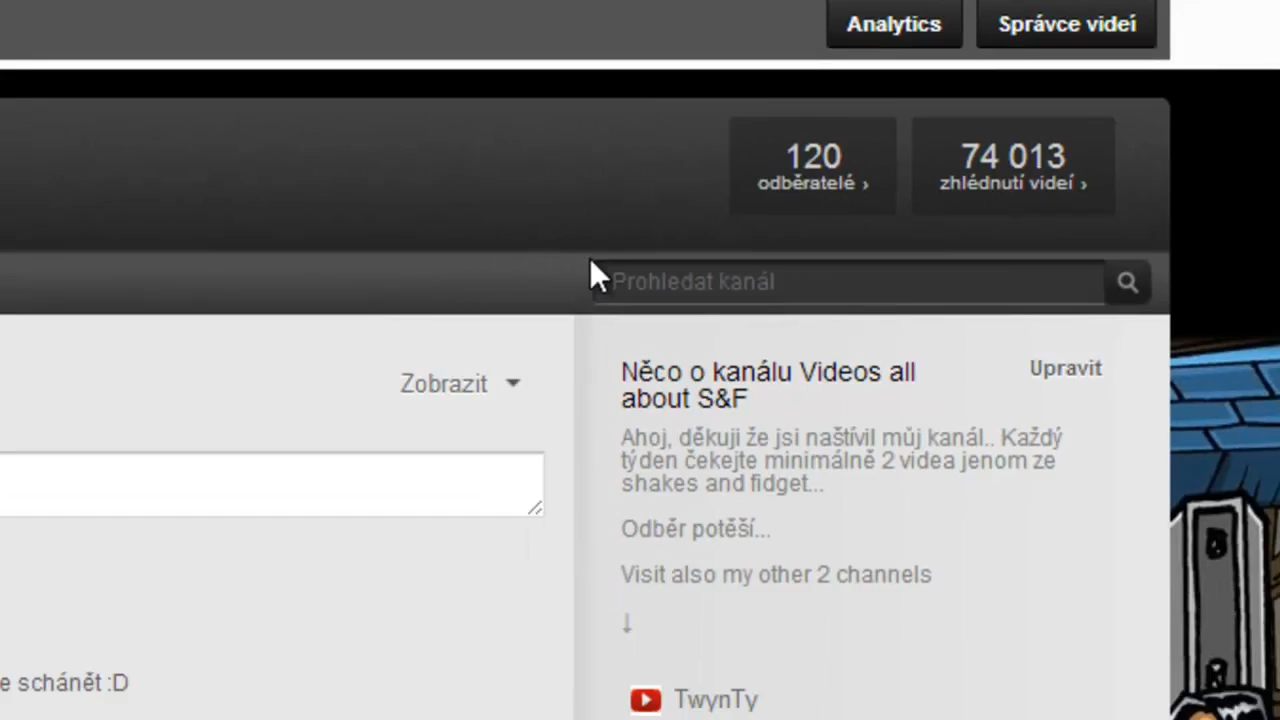 Analytics
Správce videí
120
odběratelé ›
74 013
zhlédnutí videí ›
Prohledat kanál
Zobrazit
Něco o kanálu Videos all
about S&F
Upravit
Ahoj, děkuji že jsi naštívil můj kanál.. Každý
týden čekejte minimálně 2 videa jenom ze
shakes and fidget...
Odběr potěší...
Visit also my other 2 channels
↓
e schánět :D
TwynTy